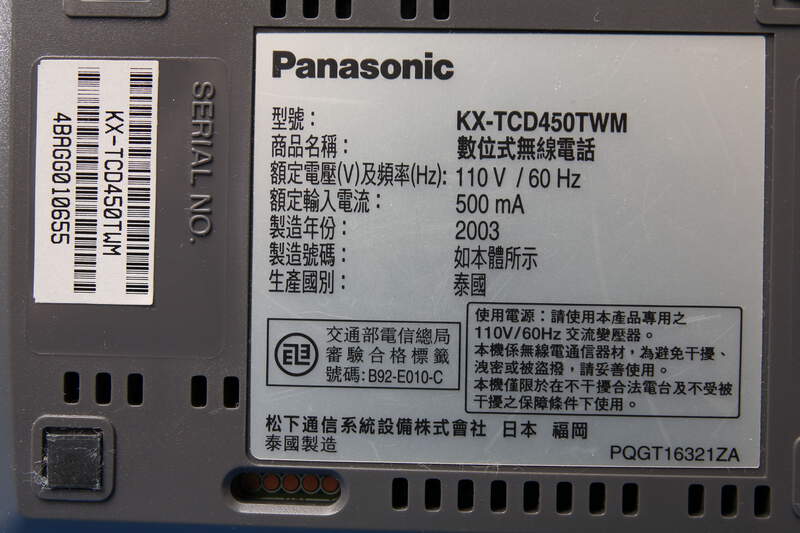 KX-TCD450TWM
4BAGG010655
SERIAL NO.
Panasonic
型號： KX-TCD450TWM
商品名稱： 數位式無線電話
額定電壓(V)及頻率(Hz): 110 V / 60 Hz
額定輸入電流： 500 mA
製造年份： 2003
製造號碼： 如本體所示
生產國別： 泰國
交通部電信總局
審驗合格標籤
號碼: B92-E010-C
使用電源：請使用本產品專用之
110V/60Hz 交流變壓器。
本機係無線電通信器材，為避免干擾、
洩密或被盜撥，請妥善使用。
本機僅限於在不干擾合法電台及不受被
干擾之保障條件下使用。
松下通信系統設備株式會社 日本 福岡
泰國製造
PQGT16321ZA